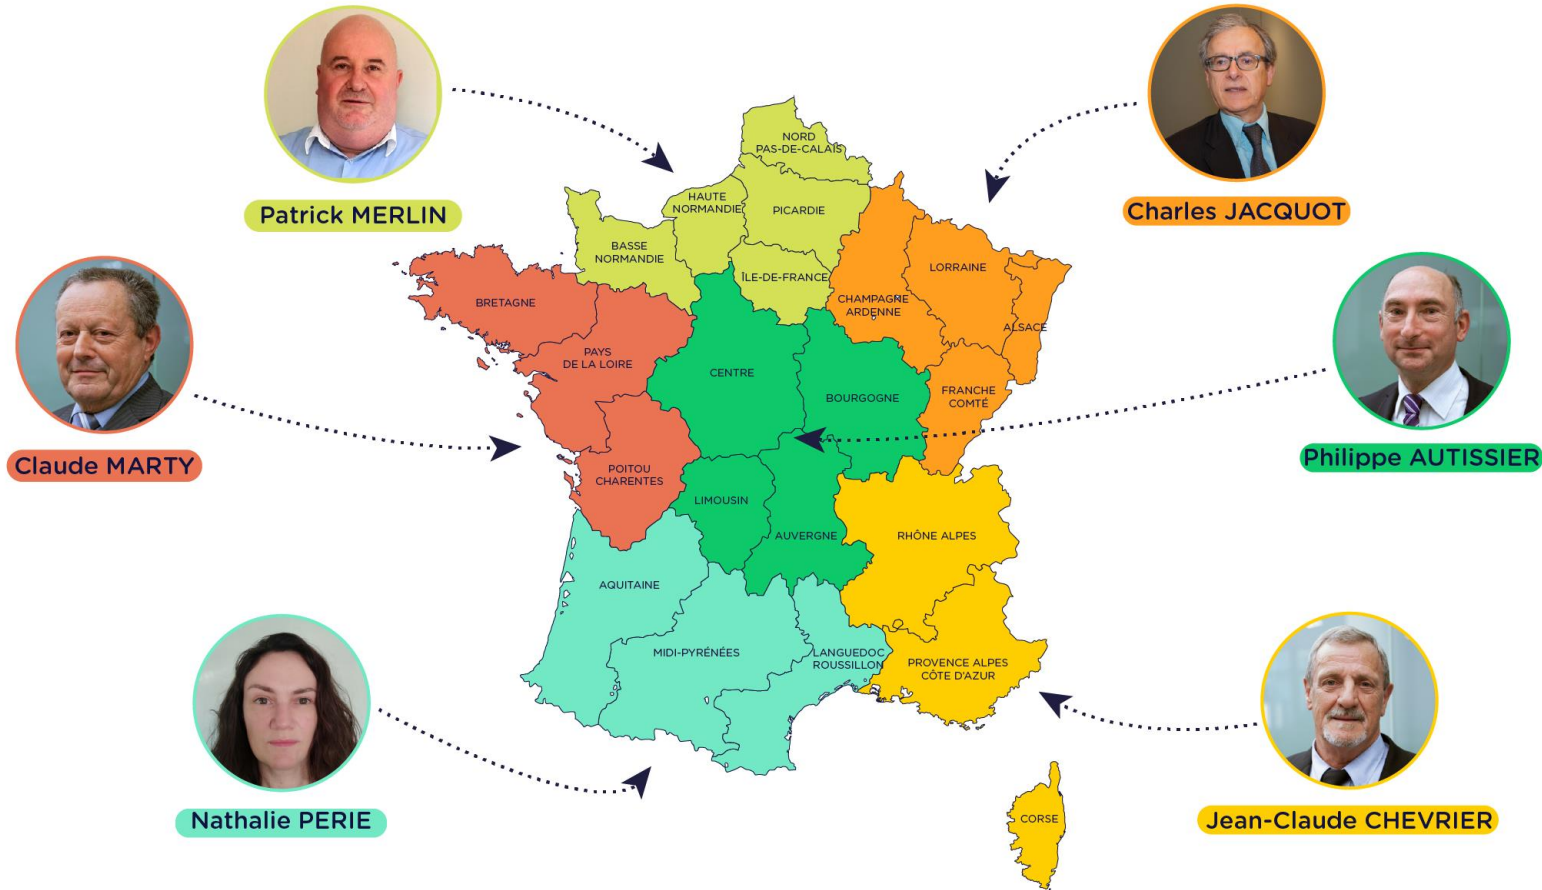 Patrick MERLIN
Charles JACQUOT
Claude MARTY
Philippe AUTISSIER
Nathalie PERIE
Jean-Claude CHEVRIER
NORD
PAS-DE-CALAIS
HAUTE
NORMANDIE
PICARDIE
BASSE
NORMANDIE
ÎLE-DE-FRANCE
CHAMPAGNE
ARDENNE
LORRAINE
ALSACE
BRETAGNE
PAYS
DE LA LOIRE
CENTRE
BOURGOGNE
FRANCHE
COMTÉ
POITOU
CHARENTES
LIMOUSIN
AUVERGNE
RHÔNE ALPES
AQUITAINE
MIDI-PYRÉNÉES
LANGUEDOC
ROUSSILLON
PROVENCE ALPES
CÔTE D'AZUR
CORSE